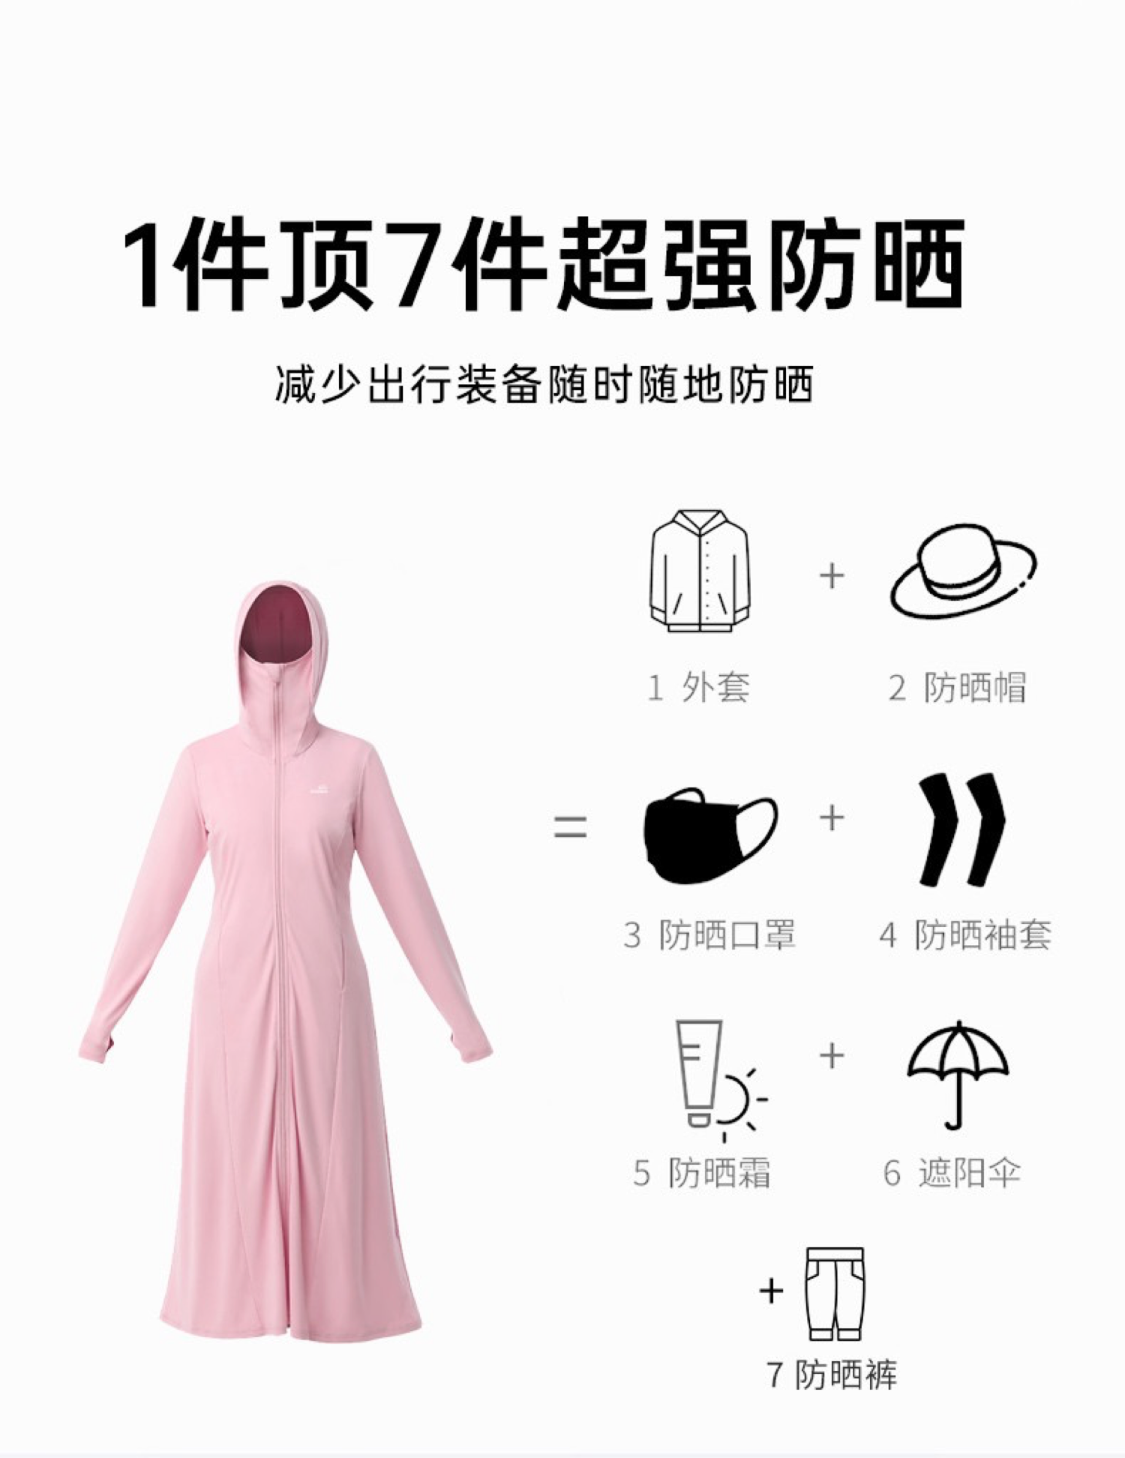 1件顶7件超强防晒
减少出行装备随时随地防晒
+
1 外套
2 防晒帽
=
+
3 防晒口罩
4 防晒袖套
+
5 防晒霜
6 遮阳伞
+
7 防晒裤